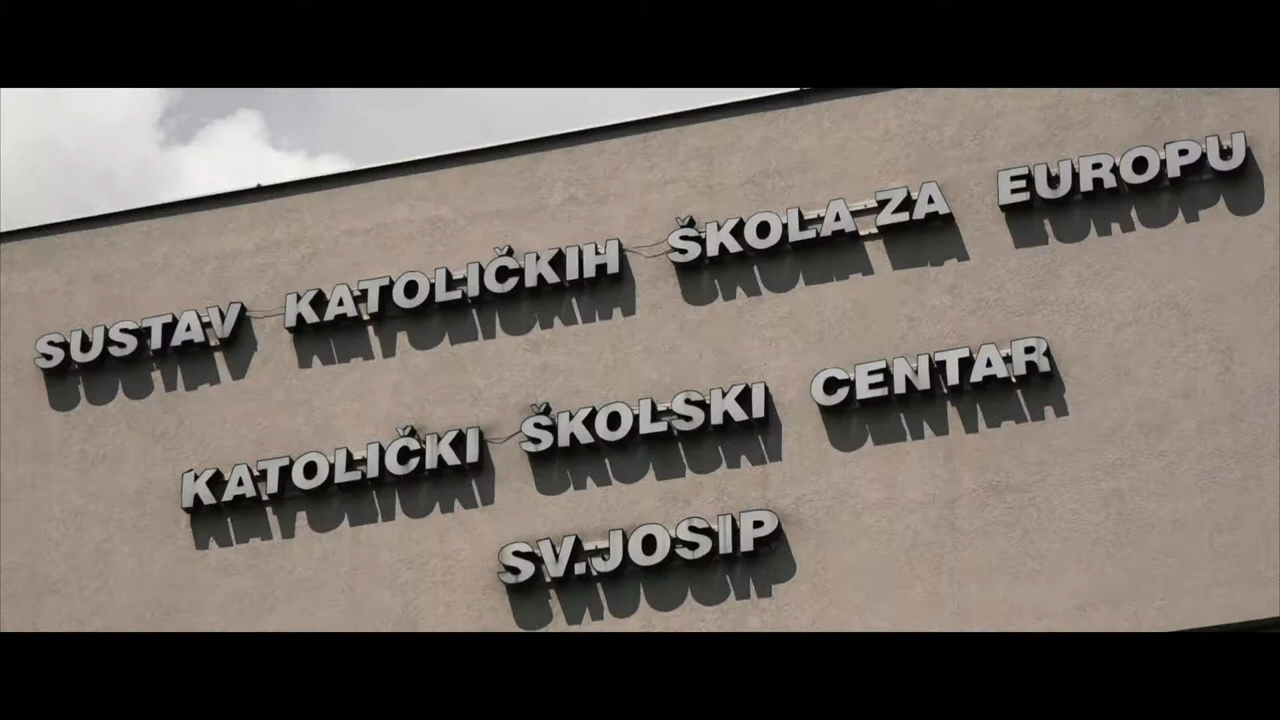 SUSTAV KATOLIČKIH ŠKOLA ZA EUROPU
KATOLIČKI ŠKOLSKI CENTAR
SV.JOSIP